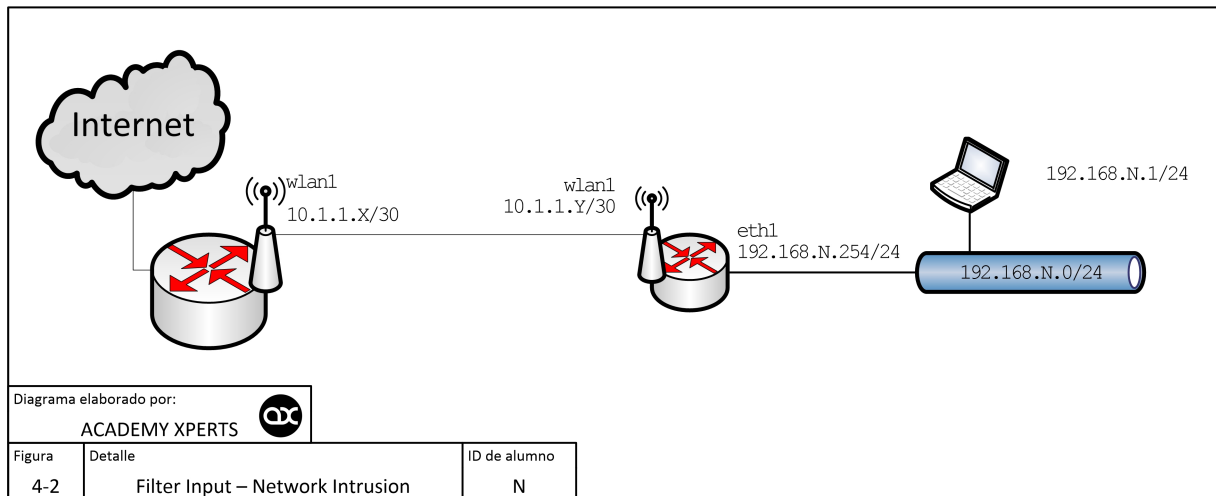 Internet
wlan1
10.1.1.X/30
wlan1
10.1.1.Y/30
eth1
192.168.N.254/24
192.168.N.1/24
192.168.N.0/24
Diagrama elaborado por:
ACADEMY XPERTS
ax
Figura
Detalle
ID de alumno
4-2
Filter Input – Network Intrusion
N